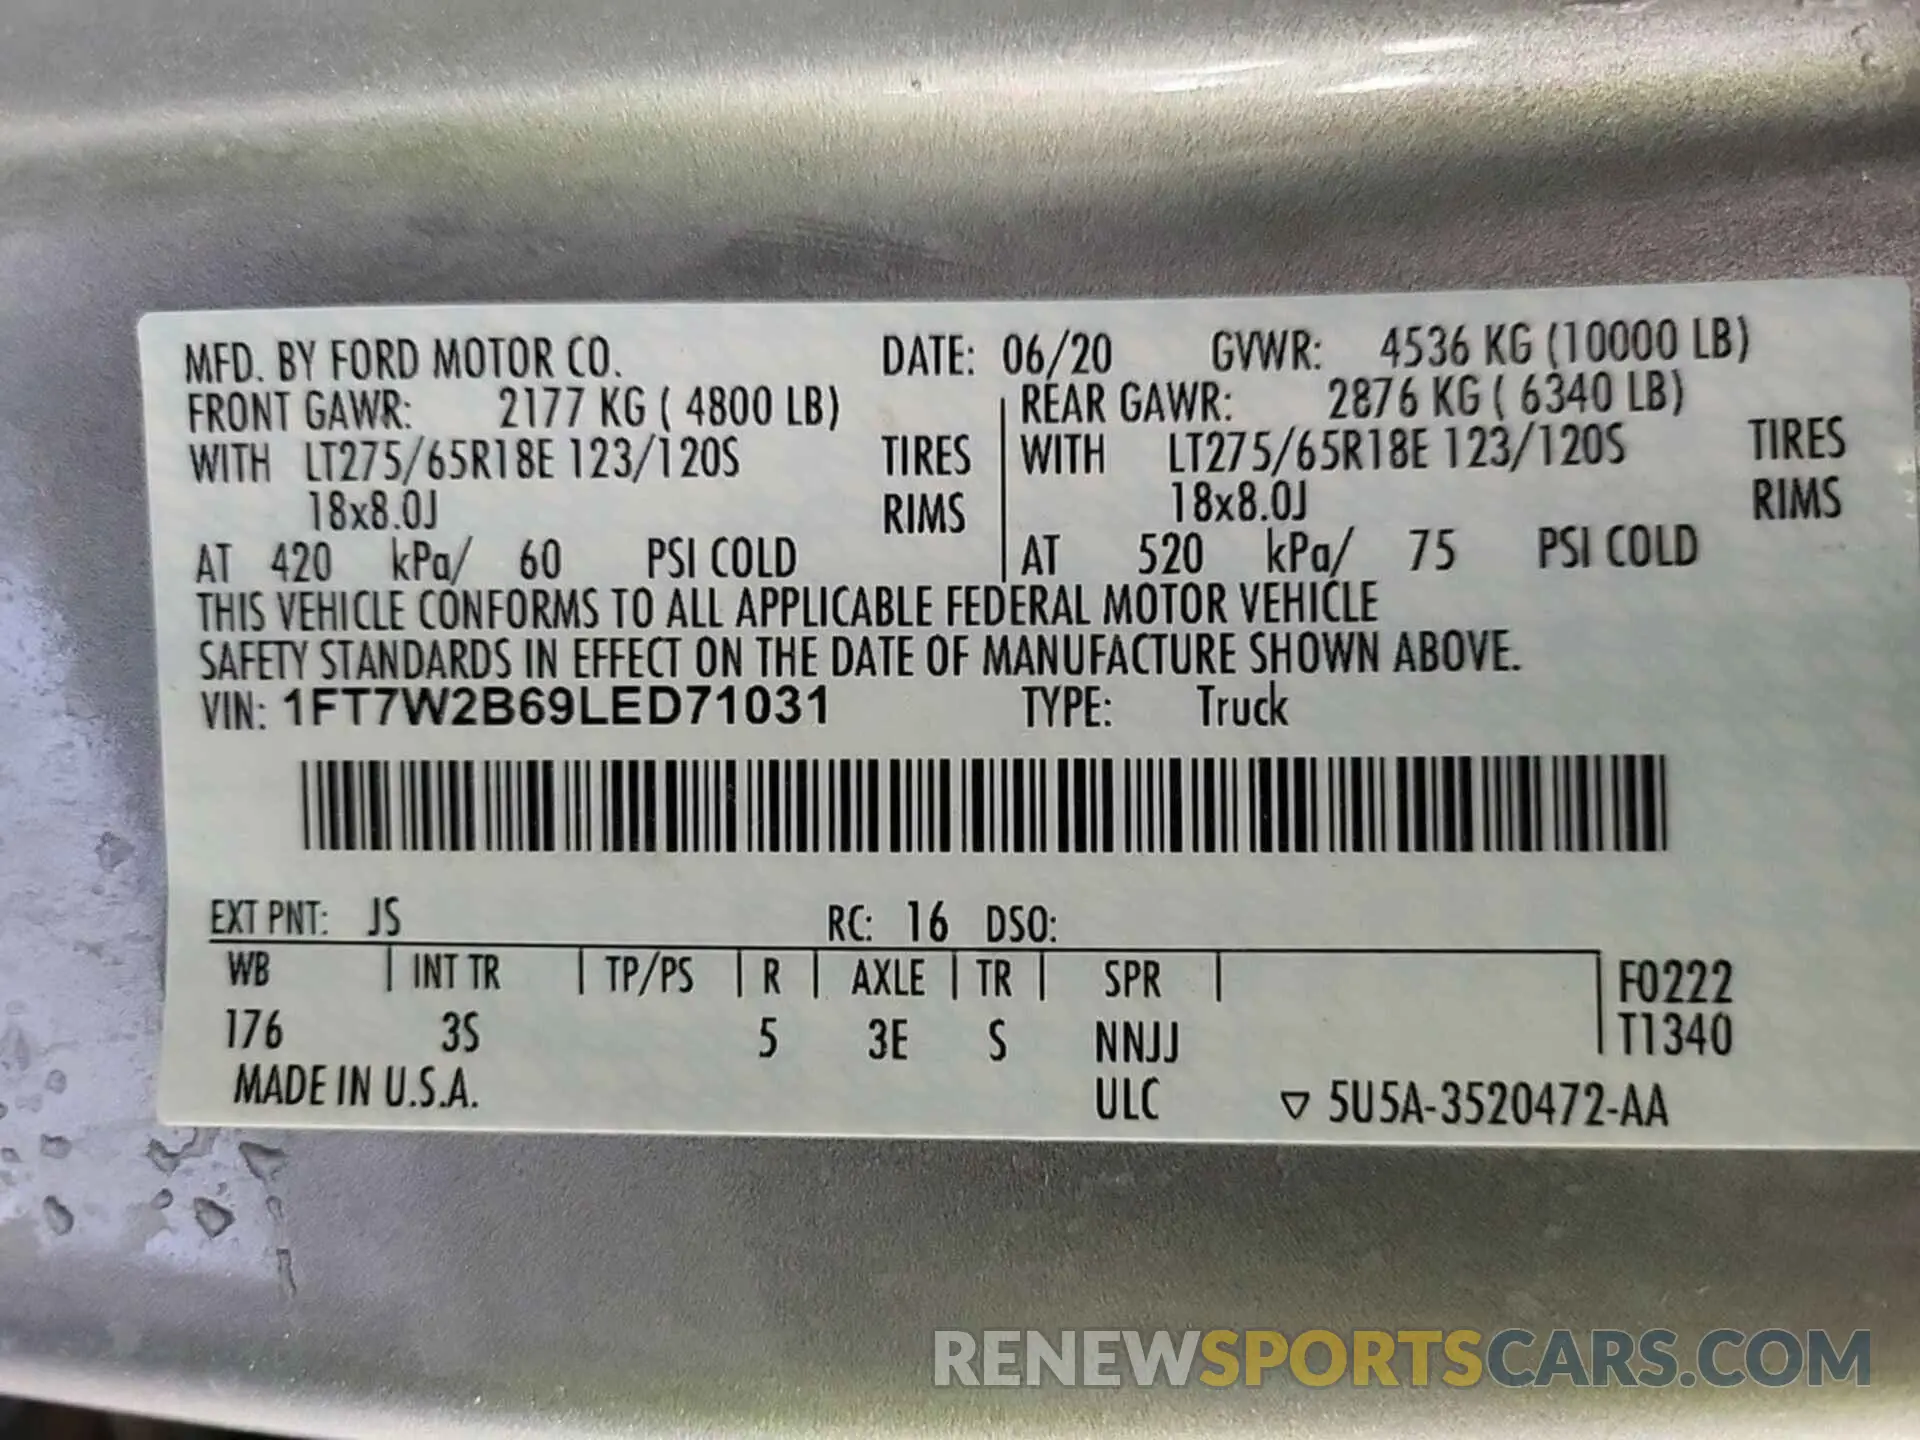 MFD. BY FORD MOTOR CO. DATE: 06/20 GVWR: 4536 KG (10000 LB)
FRONT GAWR: 2177 KG ( 4800 LB) REAR GAWR: 2876 KG ( 6340 LB)
WITH LT275/65R18E 123/120S TIRES WITH LT275/65R18E 123/120S TIRES
18x8.0J RIMS 18x8.0J RIMS
AT 420 kPa/ 60 PSI COLD AT 520 kPa/ 75 PSI COLD
THIS VEHICLE CONFORMS TO ALL APPLICABLE FEDERAL MOTOR VEHICLE
SAFETY STANDARDS IN EFFECT ON THE DATE OF MANUFACTURE SHOWN ABOVE.
VIN: 1FT7W2B69LED71031 TYPE: Truck
EXT PNT: JS RC: 16 DSO:
WB INT TR TP/PS R AXLE TR SPR F0222
176 3S 5 3E S NNJJ T1340
MADE IN U.S.A. ULC ▽ 5U5A-3520472-AA
RENEWSPORTSCARS.COM